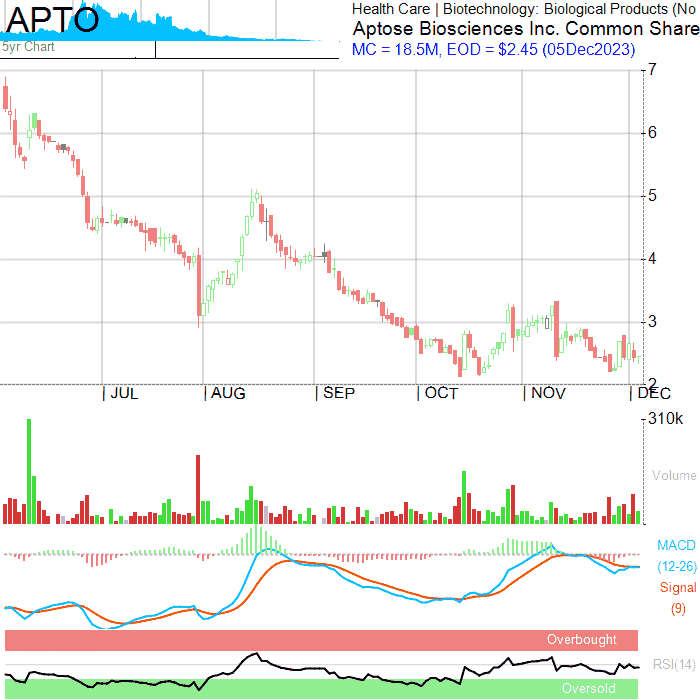 APTO
5yr Chart
Health Care | Biotechnology: Biological Products (No
Aptose Biosciences Inc. Common Share
MC = 18.5M, EOD = $2.45 (05Dec2023)
7
6
5
4
3
2
| JUL | AUG | SEP | OCT | NOV | DEC
310k
Volume
MACD
(12-26)
Signal
(9)
Overbought
RSI(14)
Oversold